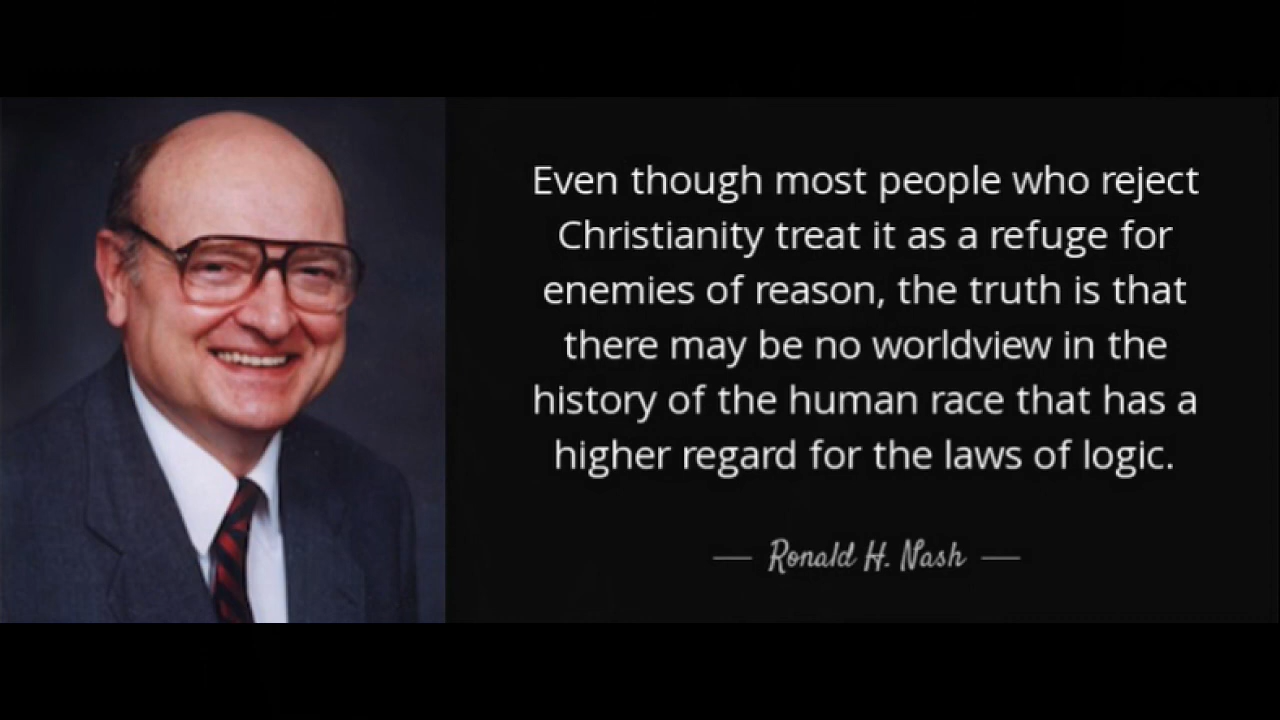 Even though most people who reject
Christianity treat it as a refuge for
enemies of reason, the truth is that
there may be no worldview in the
history of the human race that has a
higher regard for the laws of logic.
— Ronald H. Nash —